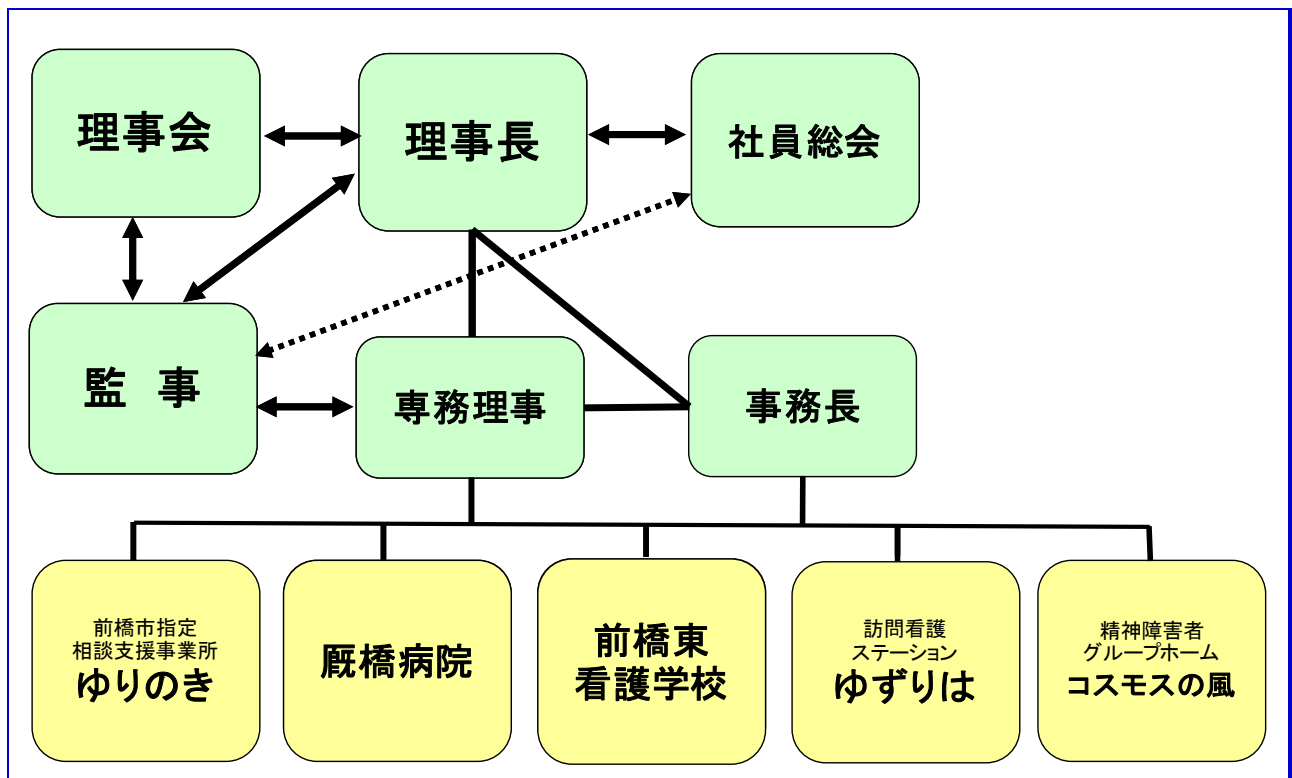 理事会
理事長
社員総会
監　事
専務理事
事務長
前橋市指定
相談支援事業所
ゆりのき
厩橋病院
前橋東
看護学校
訪問看護
ステーション
ゆずりは
精神障害者
グループホーム
コスモスの風